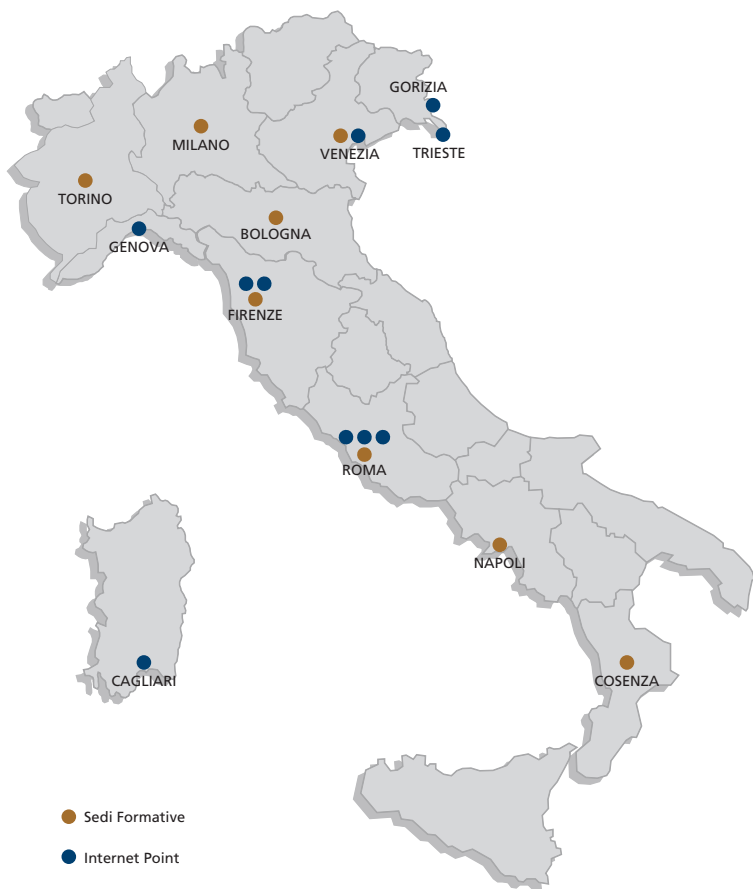 GORIZIA
MILANO
VENEZIA
TRIESTE
TORINO
BOLOGNA
GENOVA
FIRENZE
ROMA
NAPOLI
CAGLIARI
COSENZA
Sedi Formative
Internet Point